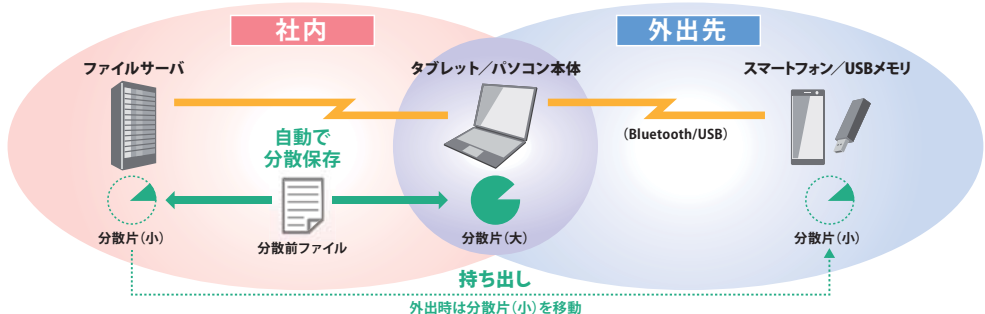 社内
外出先
ファイルサーバ
タブレット／パソコン本体
スマートフォン／USBメモリ
自動で
分散保存
（Bluetooth/USB）
分散片（小）
分散前ファイル
分散片（大）
分散片（小）
持ち出し
外出時は分散片（小）を移動